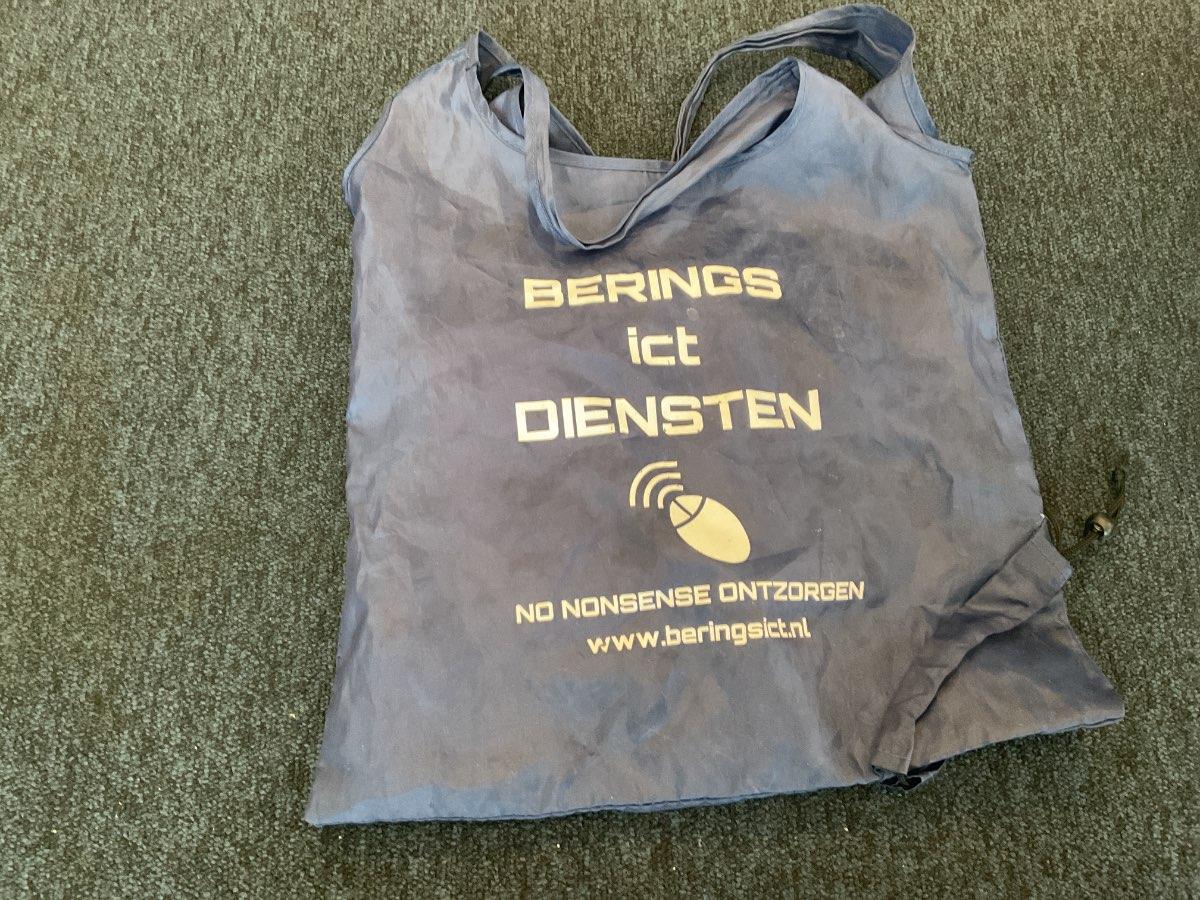 BERINGS
ict
DIENSTEN
NO NONSENSE ONTZORGEN
www.beringsict.nl